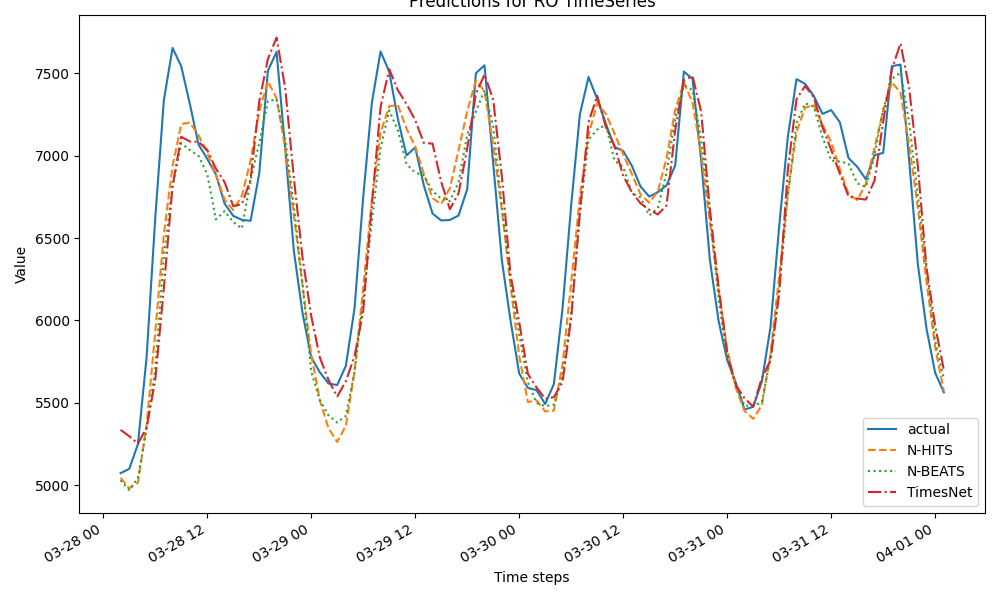 Predictions for RO TimeSeries
Value
7500
7000
6500
6000
5500
5000
actual
N-HITS
N-BEATS
TimesNet
03-28 00
03-28 12
03-29 00
03-29 12
03-30 00
03-30 12
03-31 00
03-31 12
04-01 00
Time steps